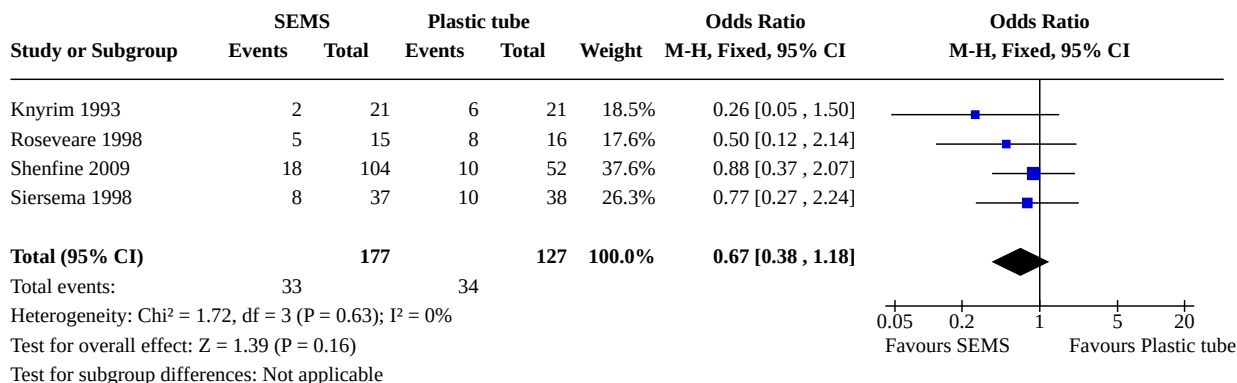 SEMS Plastic tube Odds Ratio Odds Ratio
Study or Subgroup Events Total Events Total Weight M-H, Fixed, 95% CI M-H, Fixed, 95% CI
Knyrim 1993 2 21 6 21 18.5% 0.26 [0.05 , 1.50]
Roseveare 1998 5 15 8 16 17.6% 0.50 [0.12 , 2.14]
Shenfine 2009 18 104 10 52 37.6% 0.88 [0.37 , 2.07]
Siersema 1998 8 37 10 38 26.3% 0.77 [0.27 , 2.24]
Total (95% CI) 177 127 100.0% 0.67 [0.38 , 1.18]
Total events: 33 34
Heterogeneity: Chi² = 1.72, df = 3 (P = 0.63); I² = 0%
0.05 0.2 1 5 20
Test for overall effect: Z = 1.39 (P = 0.16) Favours SEMS Favours Plastic tube
Test for subgroup differences: Not applicable